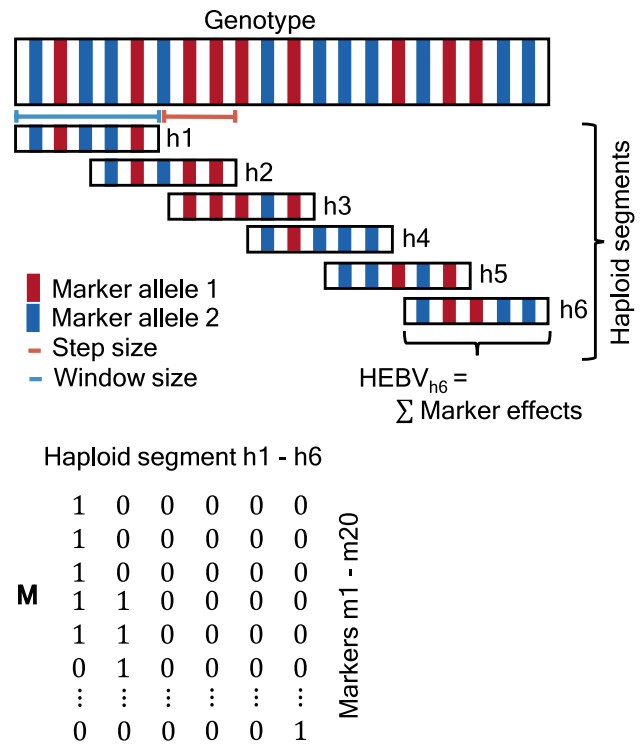 Genotype
h1
h2
h3
h4
h5
h6
Haploid segments
Marker allele 1
Marker allele 2
Step size
Window size
HEBVh6 =
∑ Marker effects
Haploid segment h1 - h6
1 0 0 0 0 0
1 0 0 0 0 0
1 0 0 0 0 0
M 1 1 0 0 0 0
1 1 0 0 0 0
0 1 0 0 0 0
⋮ ⋮ ⋮ ⋮ ⋮ ⋮
0 0 0 0 0 1
Markers m1 - m20